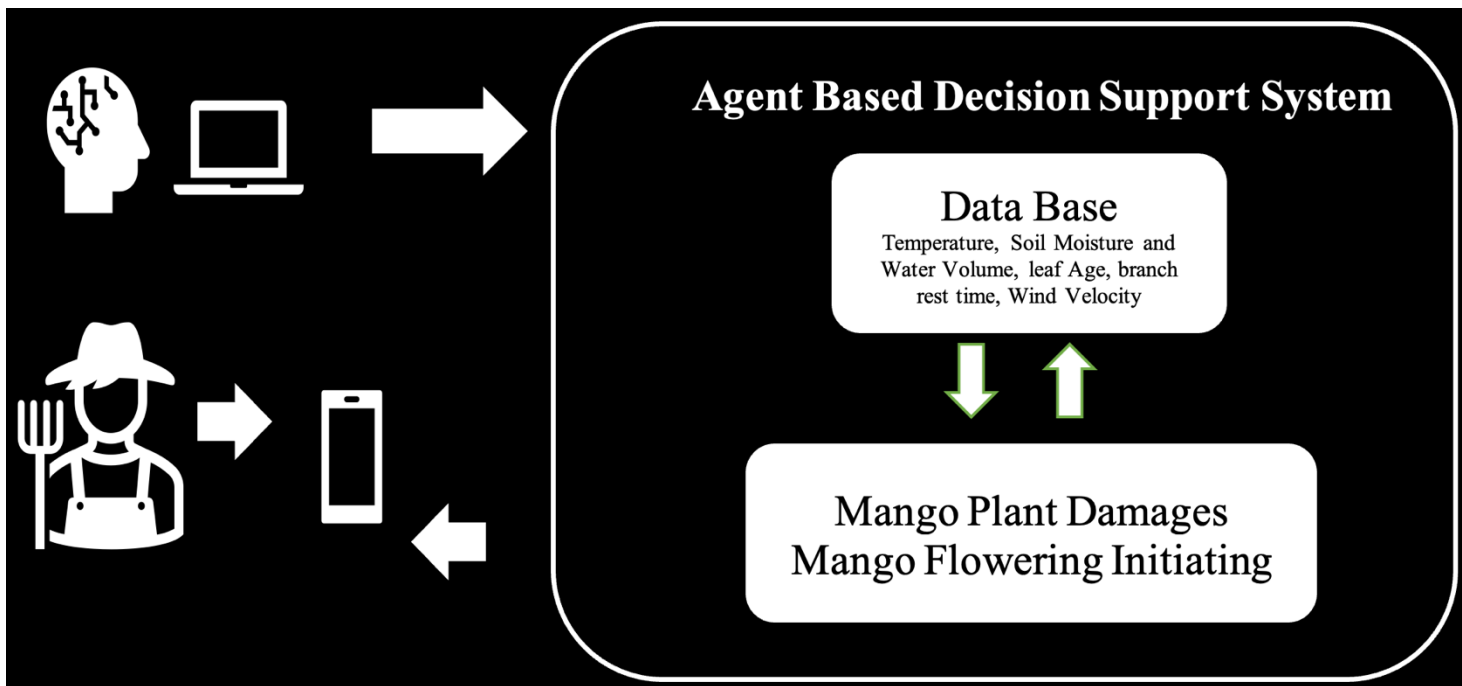 Agent Based Decision Support System
Data Base
Temperature, Soil Moisture and
Water Volume, leaf Age, branch
rest time, Wind Velocity
Mango Plant Damages
Mango Flowering Initiating